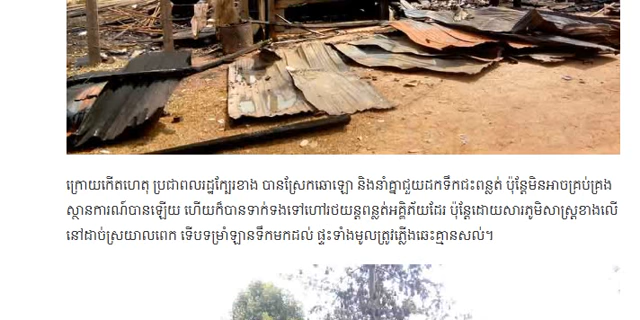 ក្រោយកើតហេតុ ប្រជាពលរដ្ឋក្បែរខាង បានស្រែកឆោឡោ និងនាំគ្នាជួយដកទឹកជះពន្លត់ ប៉ុន្តែមិនអាចគ្រប់គ្រង
ស្ថានការណ៍បានឡើយ ហើយក៏បានទាក់ទងទៅហៅរថយន្តពន្លត់អគ្គិភ័យដែរ ប៉ុន្តែដោយសារភូមិសាស្ត្រខាងលើ
នៅដាច់ស្រយាលពេក ទើបទម្រាំឡានទឹកមកដល់ ផ្ទះទាំងមូលត្រូវភ្លើងឆេះគ្មានសល់។